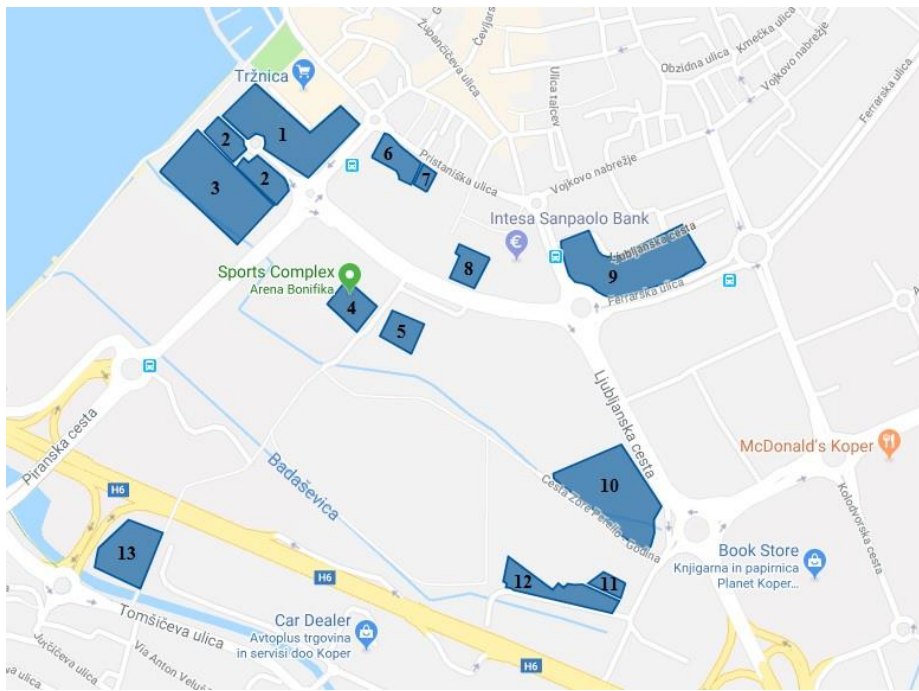 Župančičeva ulica
Čevljarska
Obzidna ulica
Kmečka ulica
Vojkovo nabrežje
Ferrarska ulica
Tržnica
Ulica talcev
1
2
2
3
6
7
Pristaniška ulica
Vojkovo nabrežje
Intesa Sanpaolo Bank
Ljubljanska cesta
8
9
Sports Complex
Arena Bonifika
Ferrarska ulica
4
5
Ljubljanska cesta
Piranska cesta
McDonald's Koper
Badaševica
10
Kolodvorska cesta
H6
Cesta Zore Perello - Godina
13
H6
12
11
Book Store
Knjigarna in papirnica
Planet Koper...
Car Dealer
Avtoplus trgovina
in servisi doo Koper
Tomšičeva ulica
Jurčičeva ulica
H6